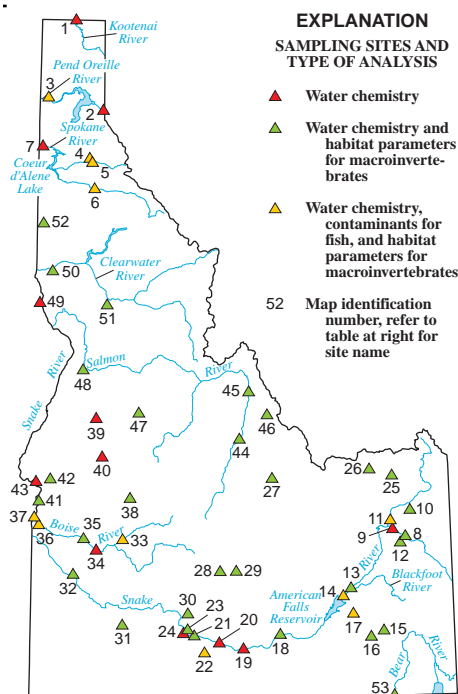 EXPLANATION
SAMPLING SITES AND
TYPE OF ANALYSIS
Water chemistry
Water chemistry and
habitat parameters
for macroinverte-
brates
Water chemistry,
contaminants for
fish, and habitat
parameters for
macroinvertebrates
52 Map identification
number, refer to
table at right for
site name
1
Kootenai
River
Pend Oreille
River
3
2
Spokane
River
7
4
5
Coeur
d'Alene
Lake
6
52
50
Clearwater
River
49
51
River
Salmon
River
48
45
Snake
39
47
46
44
40
43
42
26
25
27
41
38
37
36
Boise
35
River
33
34
11
10
9
8
12
River
32
28
29
13
Blackfoot
River
American
Falls
Reservoir
14
Snake
30
23
17
31
24
21
20
18
16
15
22
19
Bear
River
53